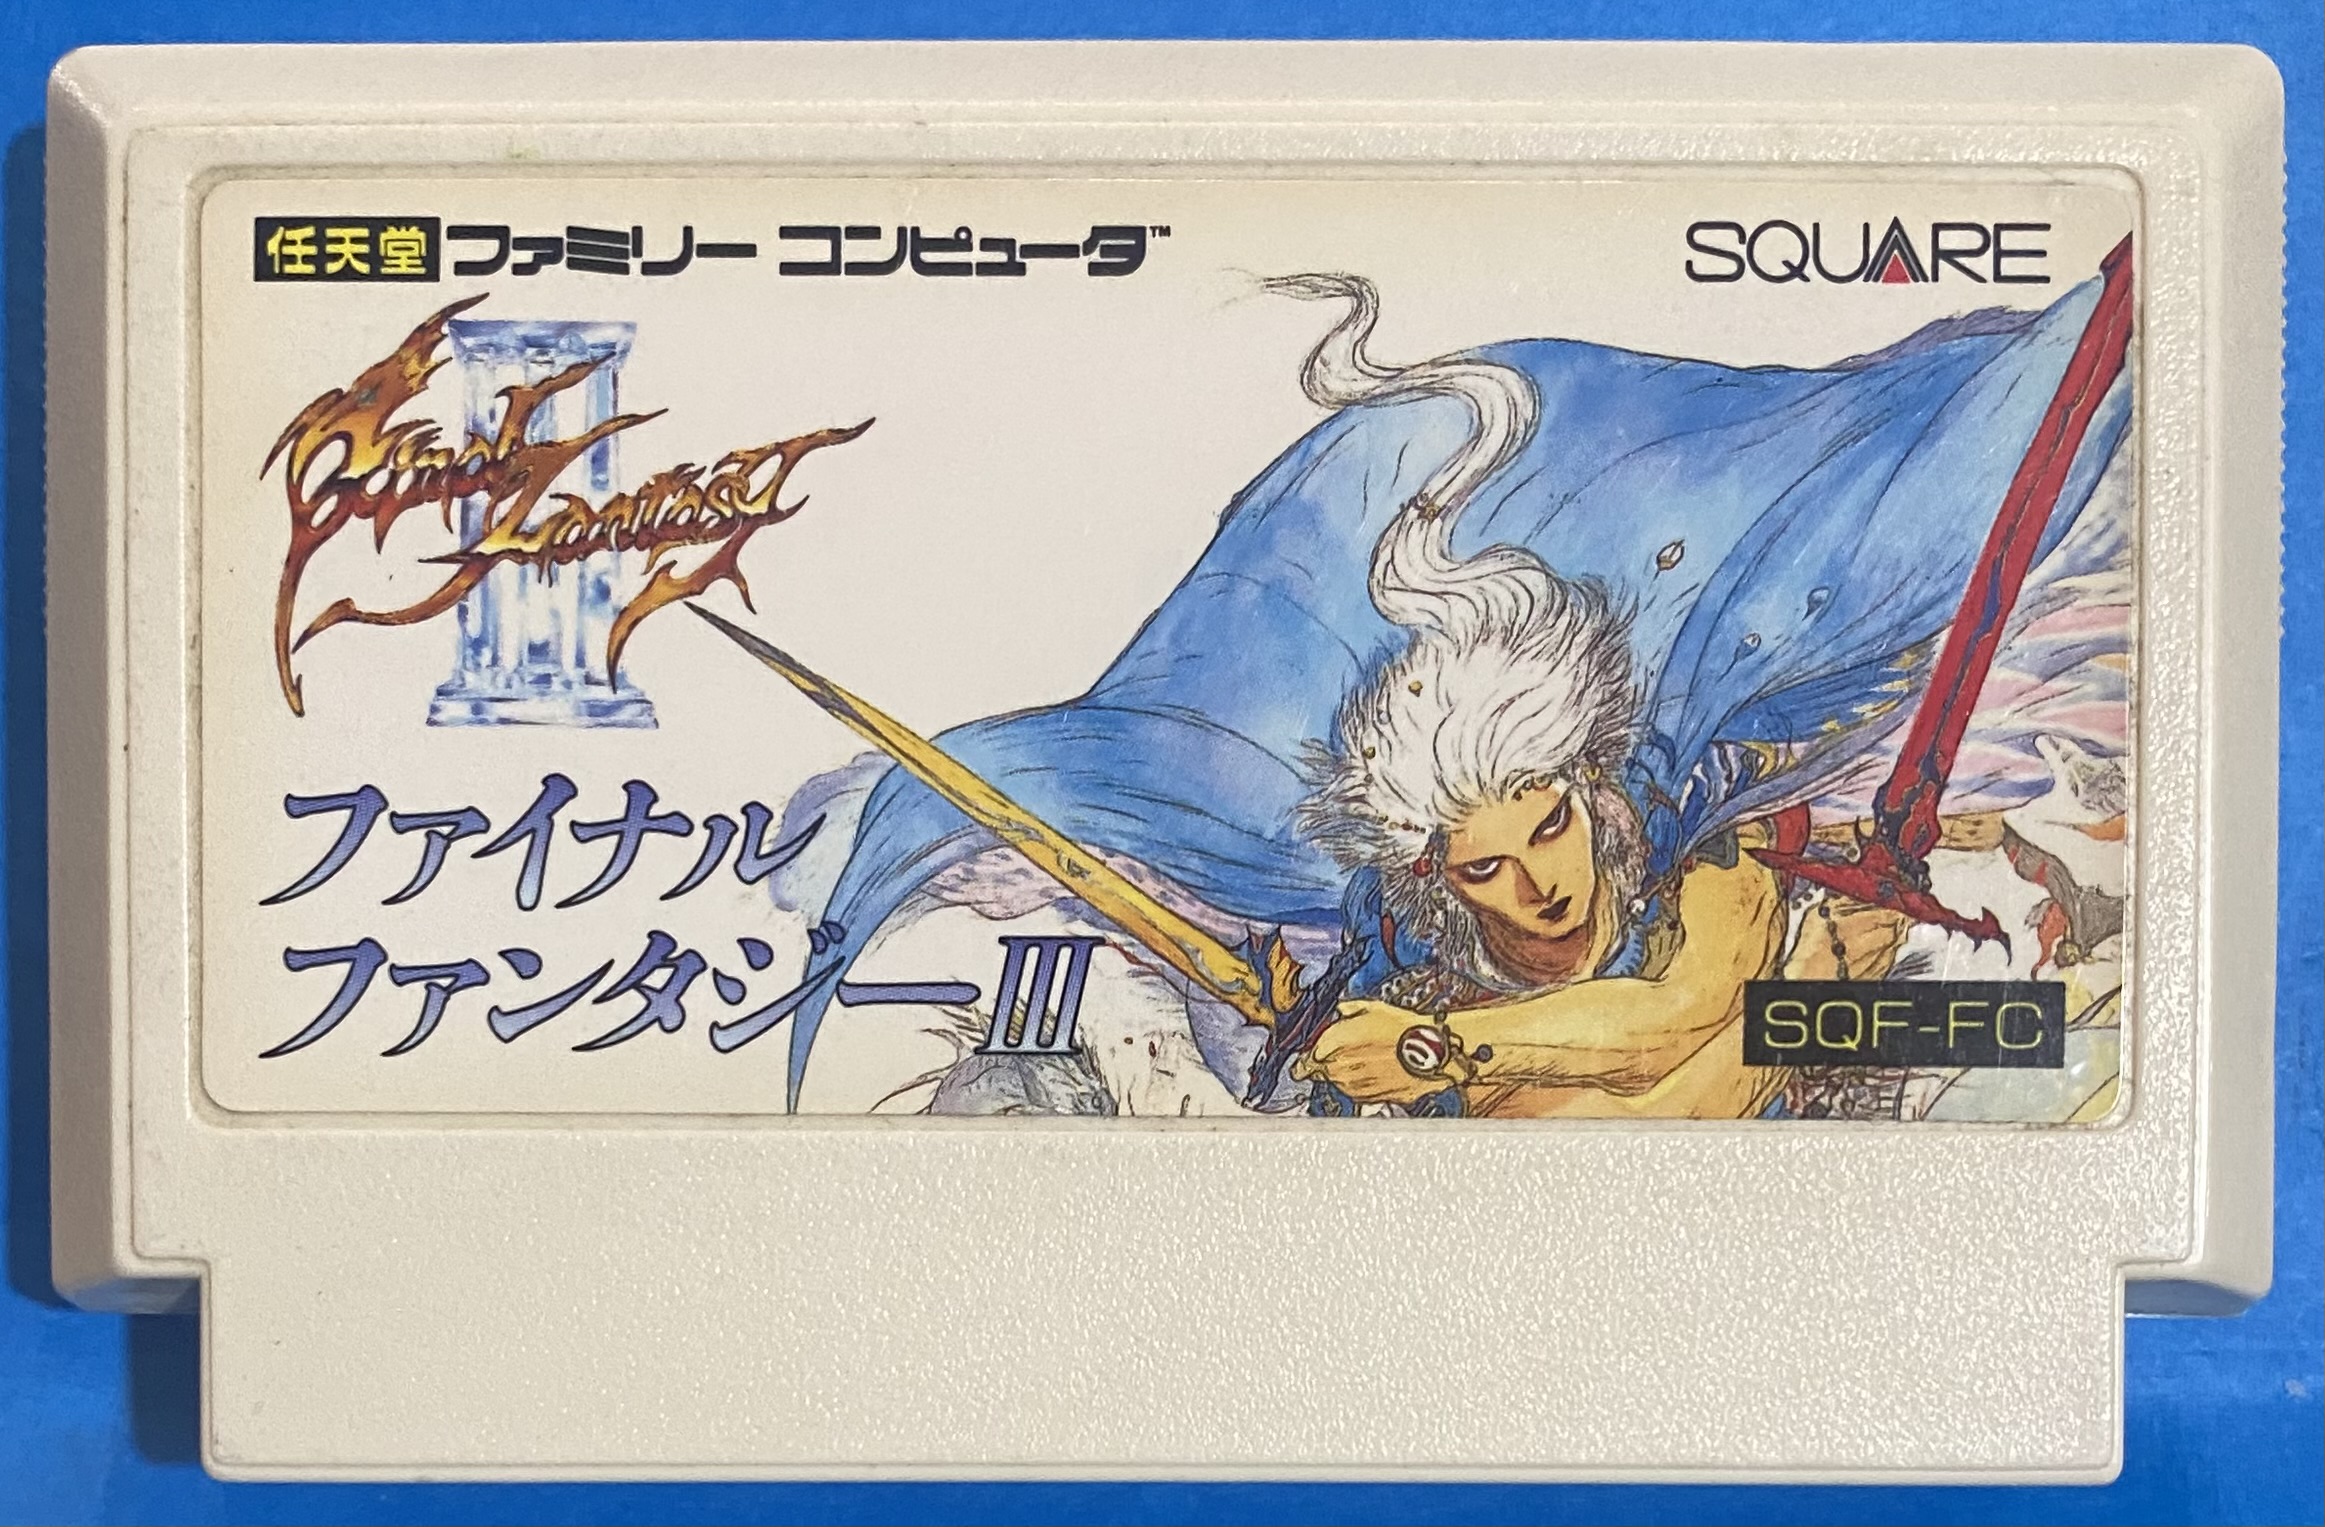 任天堂 ファミリー コンピュータ™
SQUARE
Final Fantasy III
ファイナル
ファンタジーIII
SQF-FC